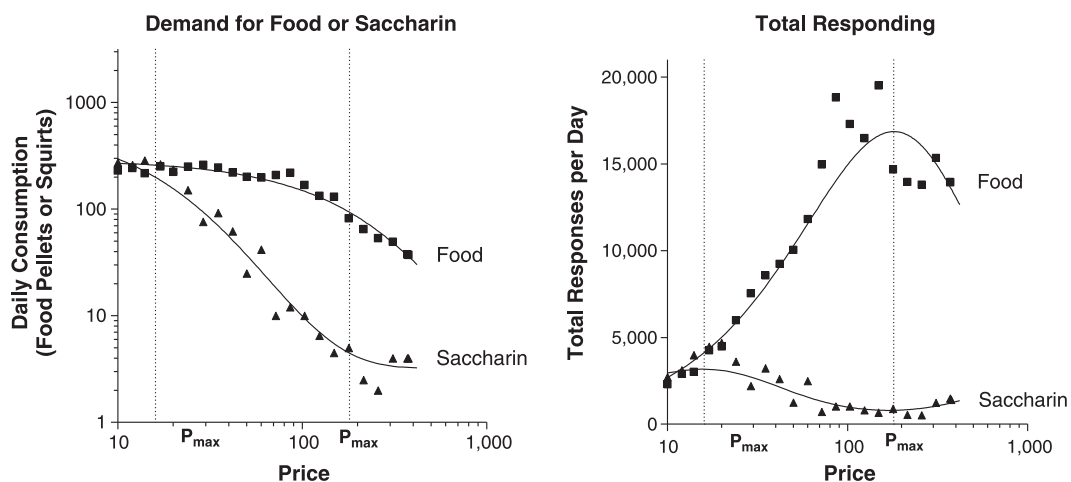 Demand for Food or Saccharin
Daily Consumption
(Food Pellets or Squirts)
1000
100
10
1
Food
Saccharin
10
Pmax
100
Pmax
1,000
Price
Total Responding
Total Responses per Day
20,000
15,000
10,000
5,000
0
Food
Saccharin
10
Pmax
100
Pmax
1,000
Price